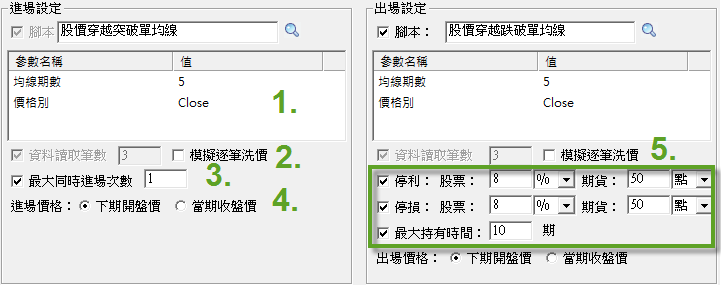 進場設定
腳本 股價穿越突破單均線
參數名稱 值
均線期數 5
價格別 Close
1.
資料讀取筆數 3 模擬逐筆洗價
2.
最大同時進場次數 1
3.
進場價格： 下期開盤價 當期收盤價
4.
出場設定
腳本： 股價穿越跌破單均線
參數名稱 值
均線期數 5
價格別 Close
資料讀取筆數 3 模擬逐筆洗價
5.
停利： 股票： 8 % 期貨： 50 點
停損： 股票： 8 % 期貨： 50 點
最大持有時間： 10 期
出場價格： 下期開盤價 當期收盤價